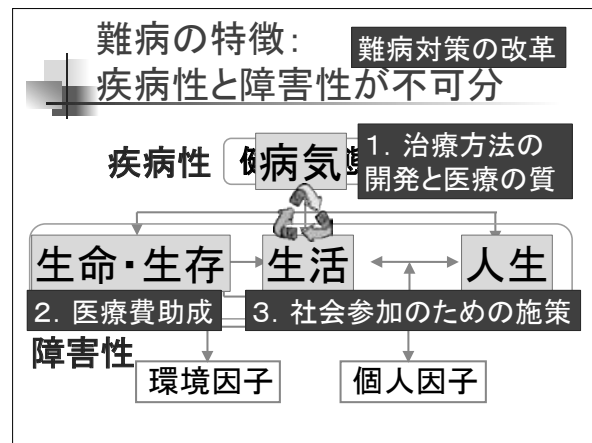 難病の特徴:
難病対策の改革
疾病性と障害性が不可分
疾病性
病気
1. 治療方法の
開発と医療の質
生命・生存
生活
人生
2. 医療費助成
3. 社会参加のための施策
障害性
環境因子
個人因子